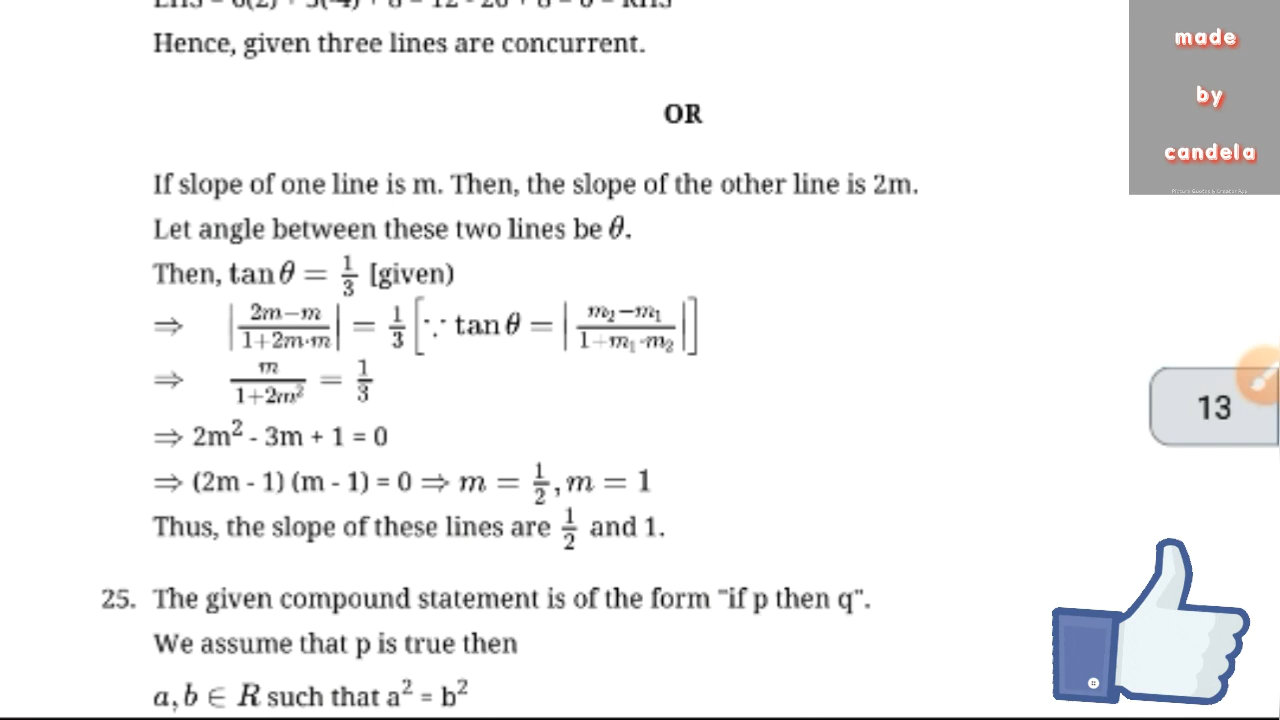 Hence, given three lines are concurrent.
made
by
candela
OR
If slope of one line is m. Then, the slope of the other line is 2m.
Let angle between these two lines be θ.
Then, tan θ = 1/3 [given)
⇒ |2m−m / 1+2m·m| = 1/3 [∵ tan θ = |m₂−m₁ / 1+m₁·m₂|]
⇒ m / 1+2m² = 1/3
⇒ 2m² - 3m + 1 = 0
⇒ (2m - 1) (m - 1) = 0 ⇒ m = 1/2, m = 1
Thus, the slope of these lines are 1/2 and 1.
13
25. The given compound statement is of the form "if p then q".
We assume that p is true then
a, b ∈ R such that a² = b²